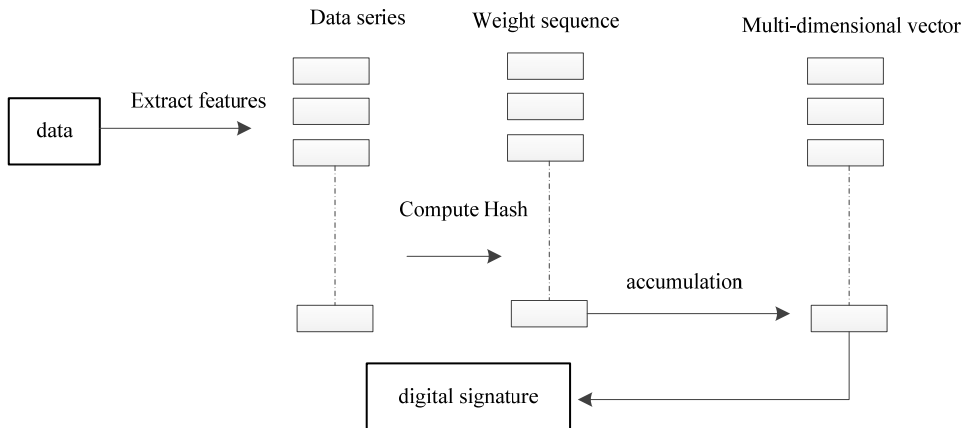 Data series
Weight sequence
Multi-dimensional vector
Extract features
data
Compute Hash
accumulation
digital signature